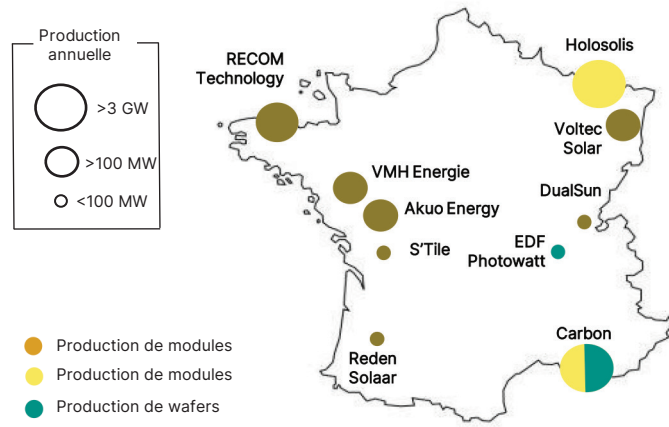 Production
annuelle
>3 GW
>100 MW
<100 MW
RECOM
Technology
Holosolis
Voltec
Solar
VMH Energie
Akuo Energy
DualSun
S'Tile
EDF
Photowatt
Carbon
Reden
Solaar
Production de modules
Production de modules
Production de wafers